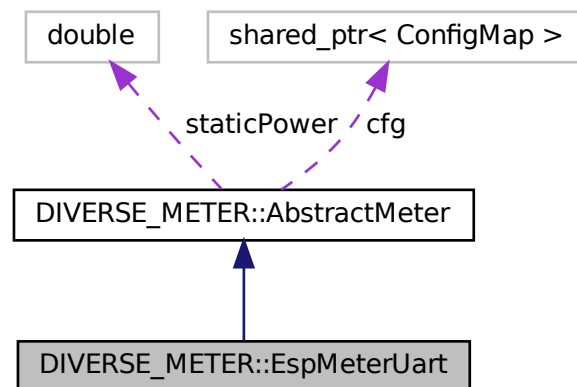 double
shared_ptr< ConfigMap >
staticPower
cfg
DIVERSE_METER::AbstractMeter
DIVERSE_METER::EspMeterUart